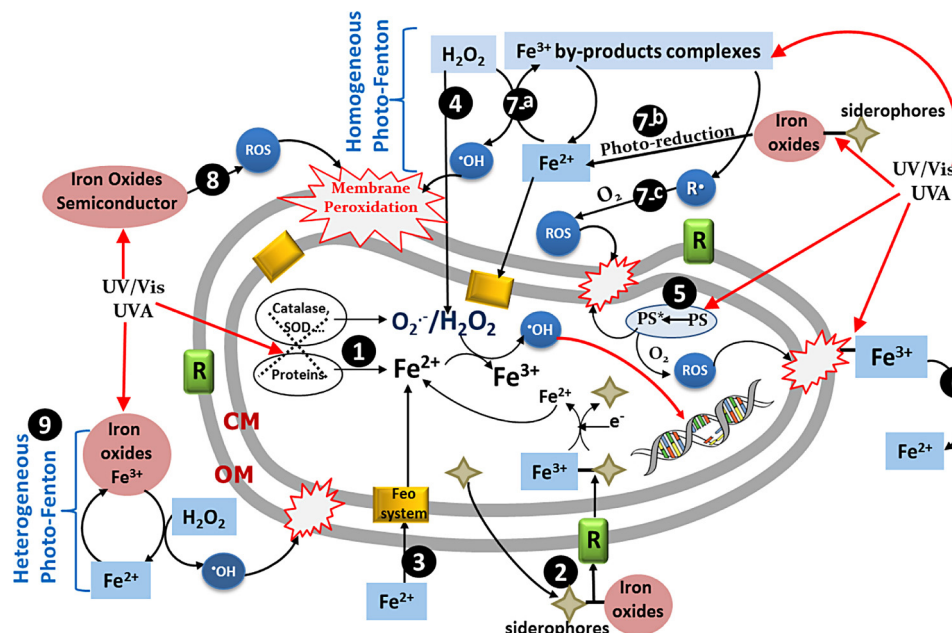 Homogeneous
Photo-Fenton
H₂O₂
Fe³⁺ by-products complexes
4
7-a
7-b
Photo-reduction
siderophores
Iron
oxides
ROS
•OH
Fe²⁺
8
Iron Oxides
Semiconductor
Membrane
Peroxidation
O₂
7-c
R•
ROS
UV/Vis
UVA
R
UV/Vis
UVA
Catalase,
SOD
Proteins
1
O₂•⁻/H₂O₂
•OH
5
PS*
PS
O₂
ROS
Fe²⁺
Fe³⁺
Fe³⁺
R
CM
OM
Fe²⁺
e⁻
Fe³⁺
Fe²⁺
9
Heterogeneous
Photo-Fenton
Iron
oxides
Fe³⁺
H₂O₂
Fe²⁺
•OH
Feo
system
3
Fe²⁺
R
2
siderophores
Iron
oxides